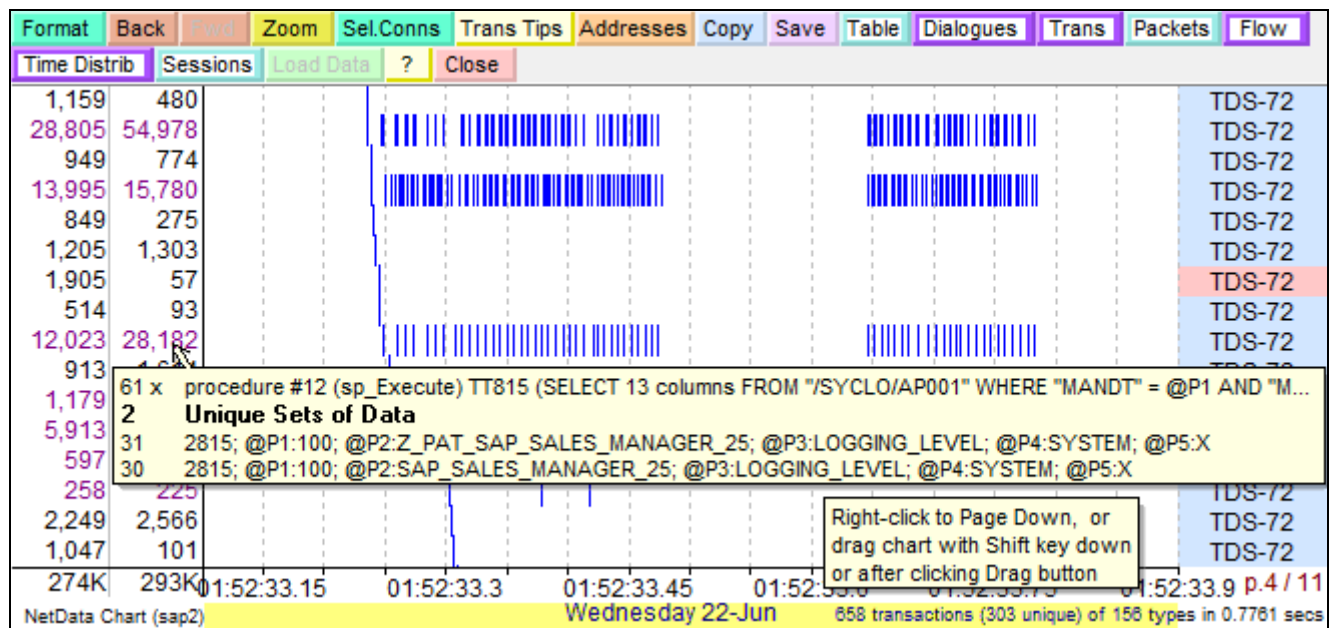 Format Back Fwd Zoom Sel.Conns Trans Tips Addresses Copy Save Table Dialogues Trans Packets Flow
Time Distrib Sessions Load Data ? Close
1,159 480 TDS-72
28,805 54,978 TDS-72
949 774 TDS-72
13,995 15,780 TDS-72
849 275 TDS-72
1,205 1,303 TDS-72
1,905 57 TDS-72
514 93 TDS-72
12,023 28,182 TDS-72
913
61 x procedure #12 (sp_Execute) TT815 (SELECT 13 columns FROM "/SYCLO/AP001" WHERE "MANDT" = @P1 AND "M...
1,179
2 Unique Sets of Data
5,913
31 2815; @P1:100; @P2:Z_PAT_SAP_SALES_MANAGER_25; @P3:LOGGING_LEVEL; @P4:SYSTEM; @P5:X
597
30 2815; @P1:100; @P2:SAP_SALES_MANAGER_25; @P3:LOGGING_LEVEL; @P4:SYSTEM; @P5:X
258 225 TDS-72
2,249 2,566 TDS-72
1,047 101 TDS-72
Right-click to Page Down, or
drag chart with Shift key down
or after clicking Drag button
274K 293K 01:52:33.15 01:52:33.3 01:52:33.45 01:52:33.9 p.4 / 11
NetData Chart (sap2) Wednesday 22-Jun 658 transactions (303 unique) of 156 types in 0.7761 secs